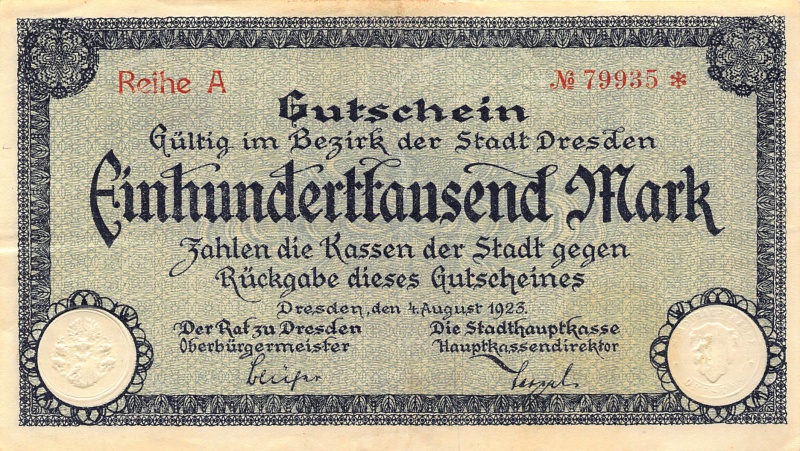 Reihe A
№ 79935 *
Gutschein
Gültig im Bezirk der Stadt Dresden
Einhunderttausend Mark
Zahlen die Kassen der Stadt gegen
Rückgabe dieses Gutscheines
Dresden, den 4. August 1923.
Der Rat zu Dresden
Oberbürgermeister
Die Stadthauptkasse
Hauptkassendirektor